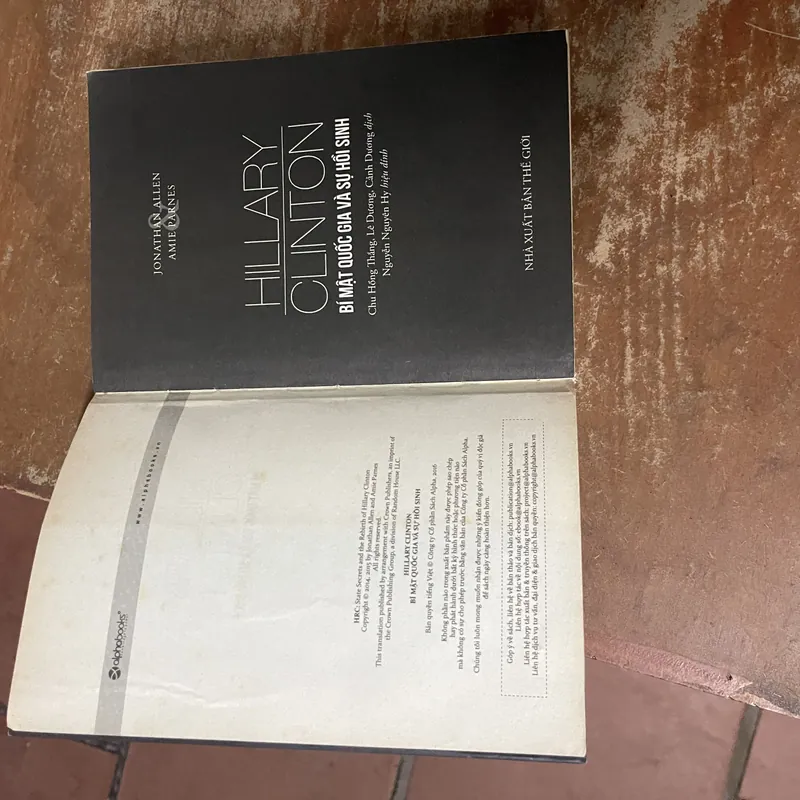 www.alphabooks.vn
alphabooks
HRC: State Secrets and the Rebirth of Hillary Clinton
Copyright © 2014, 2015 by Jonathan Allen and Amie Parnes
All rights reserved.
This translation published by arrangement with Crown Publishers, an imprint of
the Crown Publishing Group, a division of Random House LLC.
HILLARY CLINTON
BÍ MẬT QUỐC GIA VÀ SỰ HỒI SINH
Bản quyền tiếng Việt © Công ty Cổ phần Sách Alpha, 2016
Không phần nào trong xuất bản phẩm này được phép sao chép
hay phát hành dưới bất kỳ hình thức hoặc phương tiện nào
mà không có sự cho phép trước bằng văn bản của Công ty Cổ phần Sách Alpha.
Chúng tôi luôn mong muốn nhận được những ý kiến đóng góp của quý vị độc giả
để sách ngày càng hoàn thiện hơn.
Góp ý về sách, liên hệ về bản thảo và bản dịch: publication@alphabooks.vn
Liên hệ hợp tác về nội dung số: ebook@alphabooks.vn
Liên hệ hợp tác xuất bản & truyền thông trên sách: project@alphabooks.vn
Liên hệ dịch vụ tư vấn, đại diện & giao dịch bản quyền: copyright@alphabooks.vn
JONATHAN ALLEN
&
AMIE PARNES
HILLARY
CLINTON
BÍ MẬT QUỐC GIA VÀ SỰ HỒI SINH
Chu Hồng Thắng, Lê Dương, Cảnh Dương dịch
Nguyễn Nguyên Hy hiệu đính
NHÀ XUẤT BẢN THẾ GIỚI